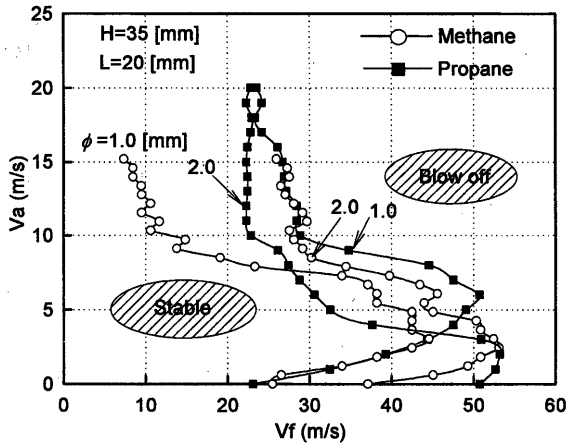 H=35 [mm]
L=20 [mm]
Methane
Propane
ϕ=1.0 [mm]
2.0
2.0
1.0
Blow off
Stable
Va (m/s)
25
20
15
10
5
0
0 10 20 30 40 50 60
Vf (m/s)